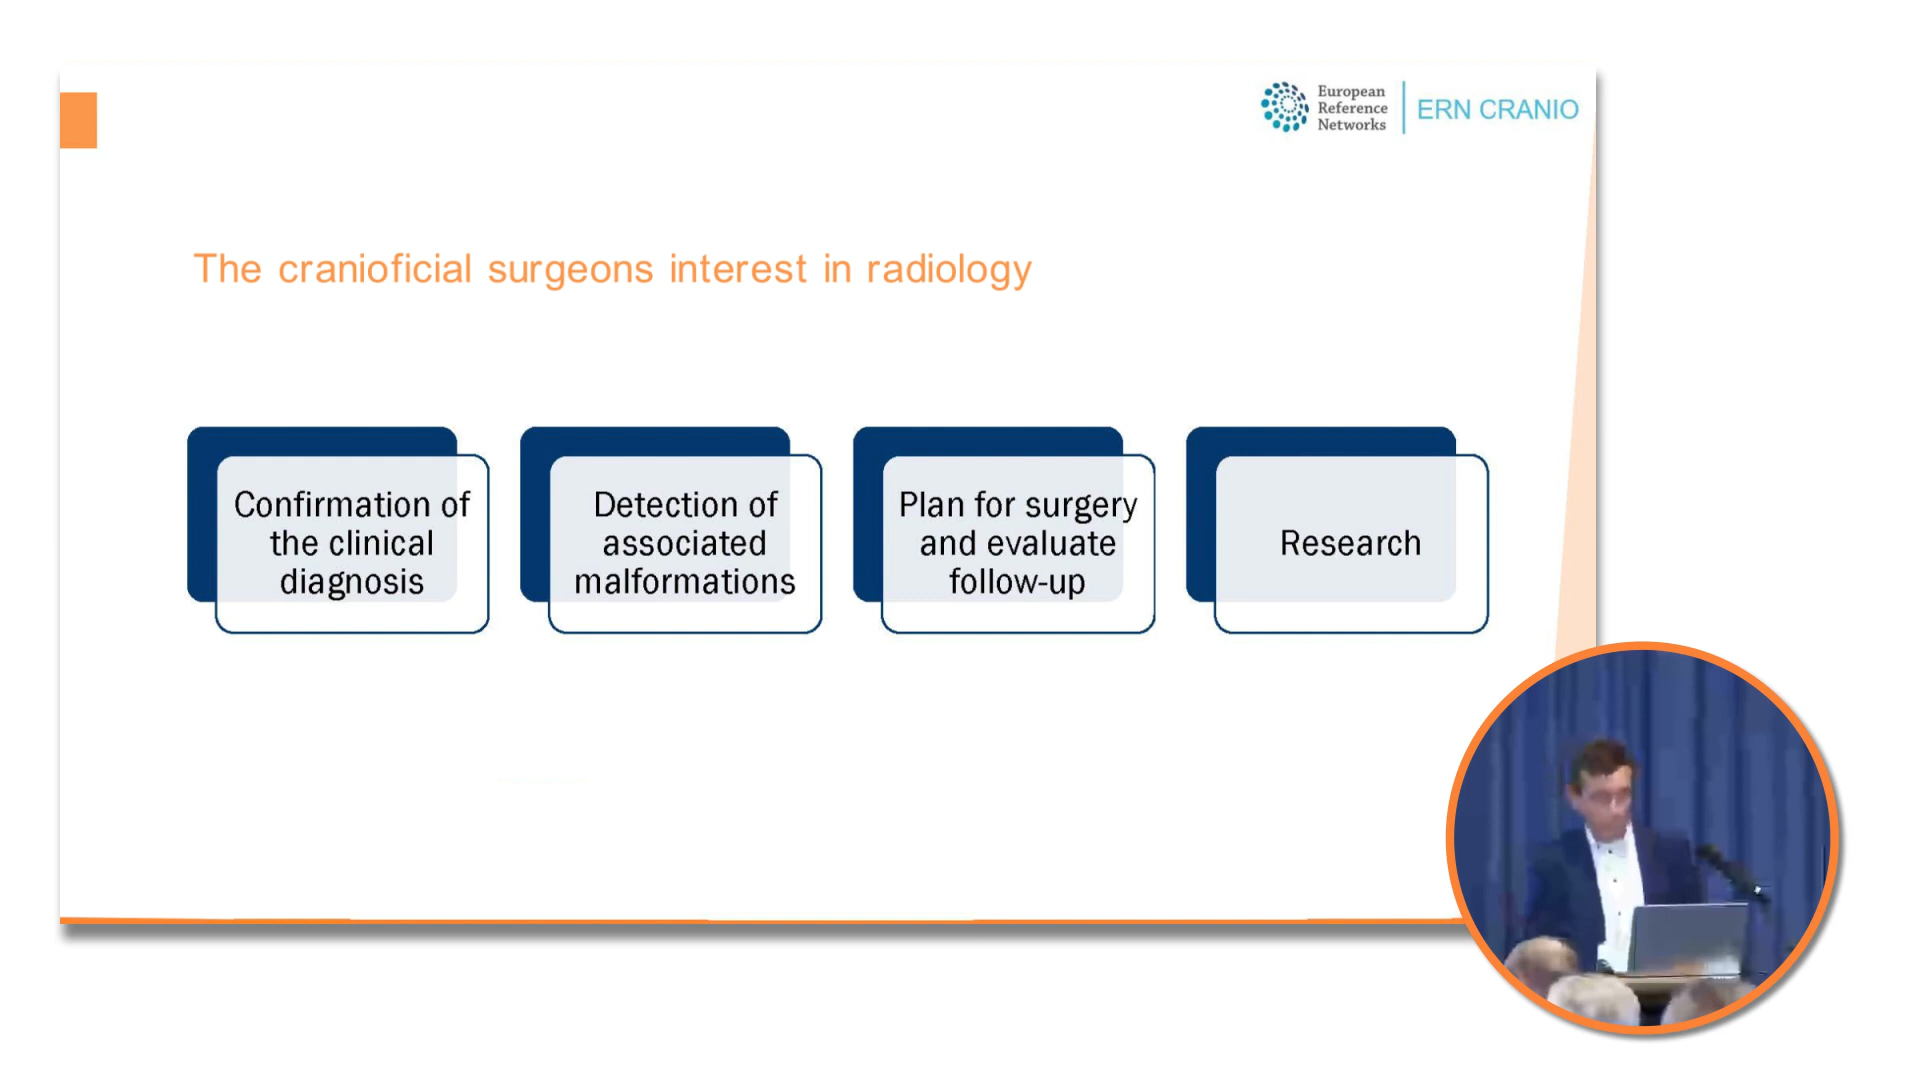 European
Reference
Networks
ERN CRANIO
The cranioficial surgeons interest in radiology
Confirmation of
the clinical
diagnosis
Detection of
associated
malformations
Plan for surgery
and evaluate
follow-up
Research